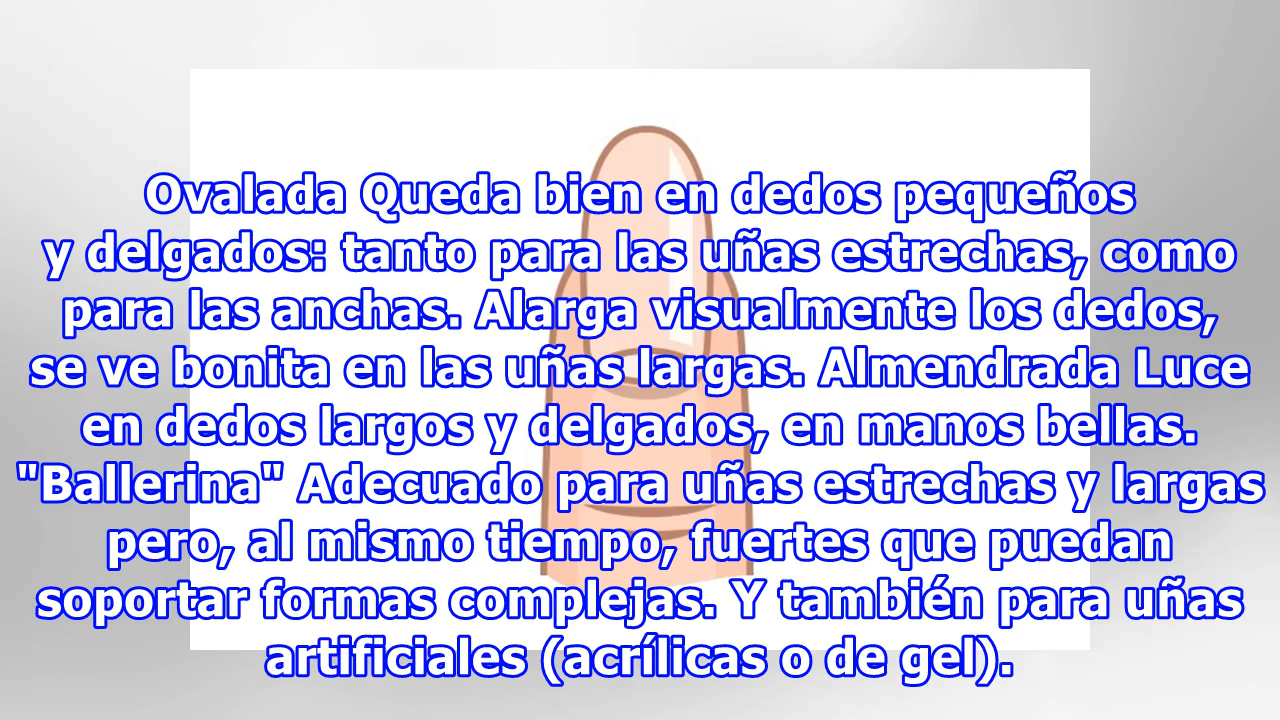 Ovalada Queda bien en dedos pequeños
y delgados: tanto para las uñas estrechas, como
para las anchas. Alarga visualmente los dedos,
se ve bonita en las uñas largas. Almendrada Luce
en dedos largos y delgados, en manos bellas.
"Ballerina" Adecuado para uñas estrechas y largas
pero, al mismo tiempo, fuertes que puedan
soportar formas complejas. Y también para uñas
artificiales (acrílicas o de gel).